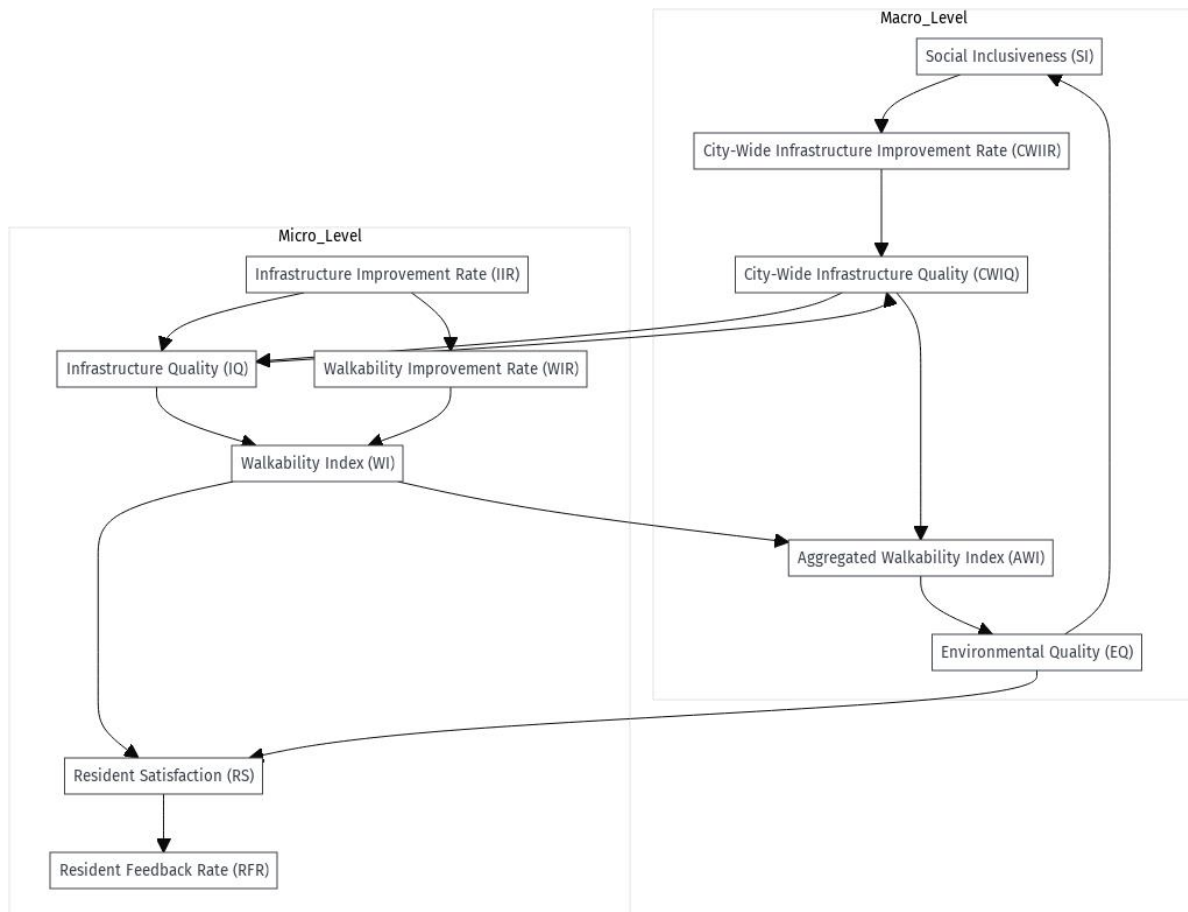 Macro_Level
Social Inclusiveness (SI)
City-Wide Infrastructure Improvement Rate (CWIIR)
City-Wide Infrastructure Quality (CWIQ)
Aggregated Walkability Index (AWI)
Environmental Quality (EQ)
Micro_Level
Infrastructure Improvement Rate (IIR)
Infrastructure Quality (IQ)
Walkability Improvement Rate (WIR)
Walkability Index (WI)
Resident Satisfaction (RS)
Resident Feedback Rate (RFR)